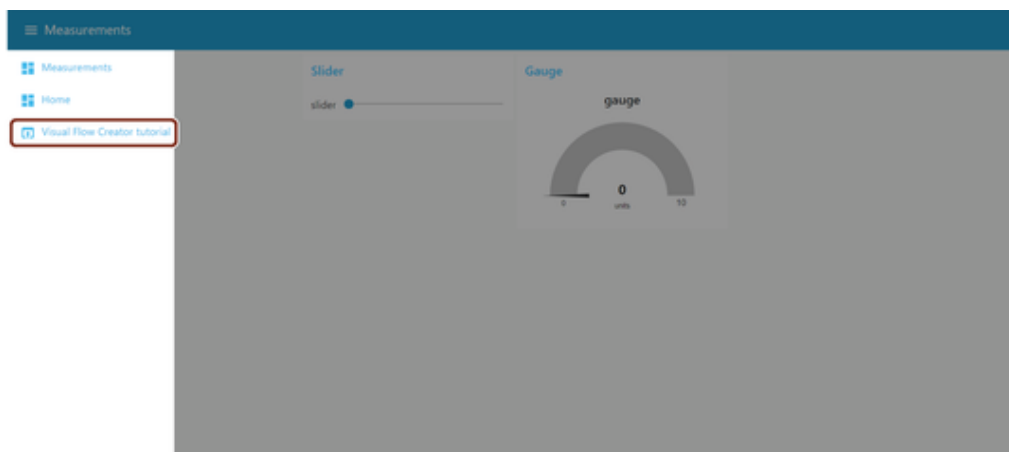 Measurements
Measurements
Home
Visual Flow Creator tutorial
Slider
slider
Gauge
gauge
0
units
0
10